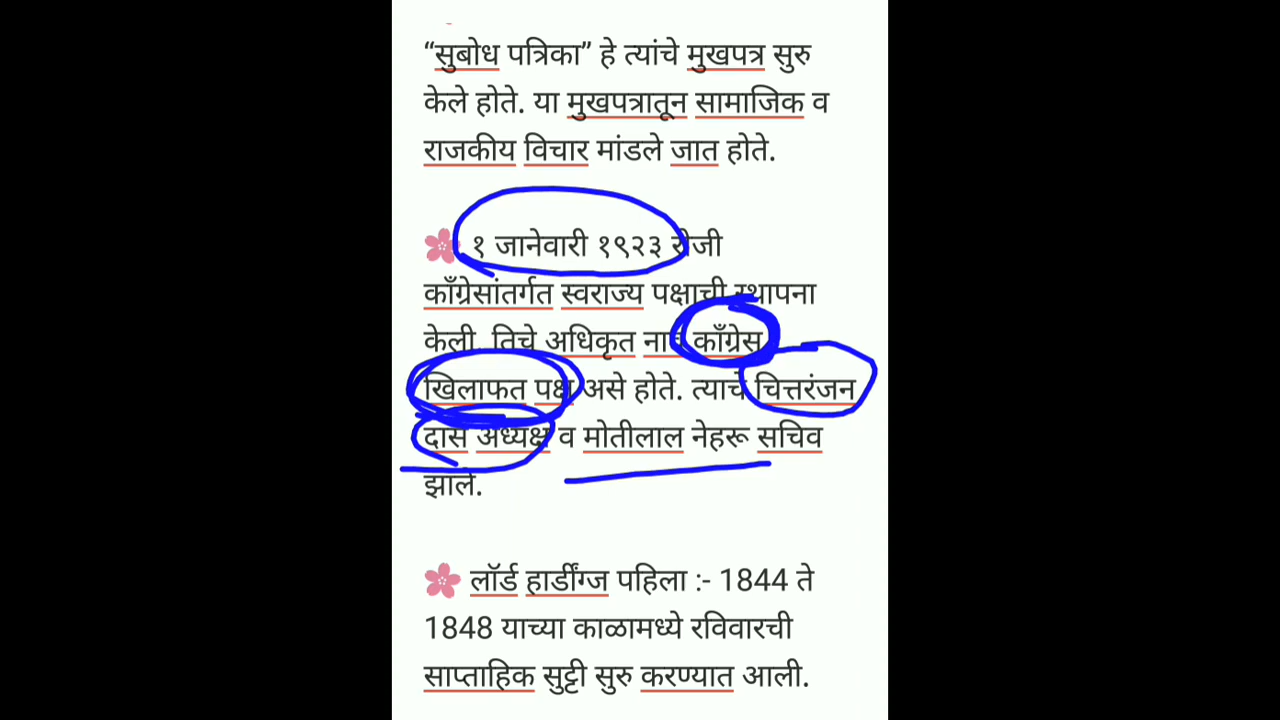 “सुबोध पत्रिका” हे त्यांचे मुखपत्र सुरु
केले होते. या मुखपत्रातून सामाजिक व
राजकीय विचार मांडले जात होते.
१ जानेवारी १९२३ रोजी
काँग्रेसांतर्गत स्वराज्य पक्षाची स्थापना
केली. तिचे अधिकृत नाव काँग्रेस
खिलाफत पक्ष असे होते. त्याचे चित्तरंजन
दास अध्यक्ष व मोतीलाल नेहरू सचिव
झाले.
लॉर्ड हार्डींग्ज पहिला :- 1844 ते
1848 याच्या काळामध्ये रविवारची
साप्ताहिक सुट्टी सुरु करण्यात आली.